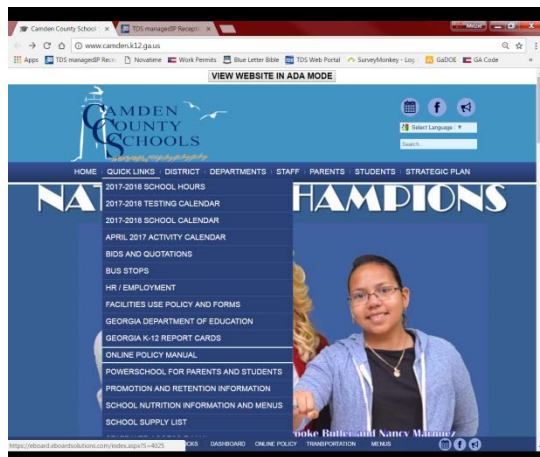 Camden County School
TDS managedIP Recept
www.camden.k12.ga.us
Apps TDS managedIP Rece Novatime Work Permits Blue Letter Bible TDS Web Portal SurveyMonkey - Log GaDOE GA Code
VIEW WEBSITE IN ADA MODE
CAMDEN
COUNTY
SCHOOLS
Select Language
Search
HOME QUICK LINKS DISTRICT DEPARTMENTS STAFF PARENTS STUDENTS STRATEGIC PLAN
NAT HAMPIONS
2017-2018 SCHOOL HOURS
2017-2018 TESTING CALENDAR
2017-2018 SCHOOL CALENDAR
APRIL 2017 ACTIVITY CALENDAR
BIDS AND QUOTATIONS
BUS STOPS
HR / EMPLOYMENT
FACILITIES USE POLICY AND FORMS
GEORGIA DEPARTMENT OF EDUCATION
GEORGIA K-12 REPORT CARDS
ONLINE POLICY MANUAL
POWERSCHOOL FOR PARENTS AND STUDENTS
PROMOTION AND RETENTION INFORMATION
SCHOOL NUTRITION INFORMATION AND MENUS
SCHOOL SUPPLY LIST
ooke Butler and Nancy Marquez
https://eboard.eboardsolutions.com/index.aspx?S=4025
DASHBOARD ONLINE POLICY TRANSPORTATION MENUS